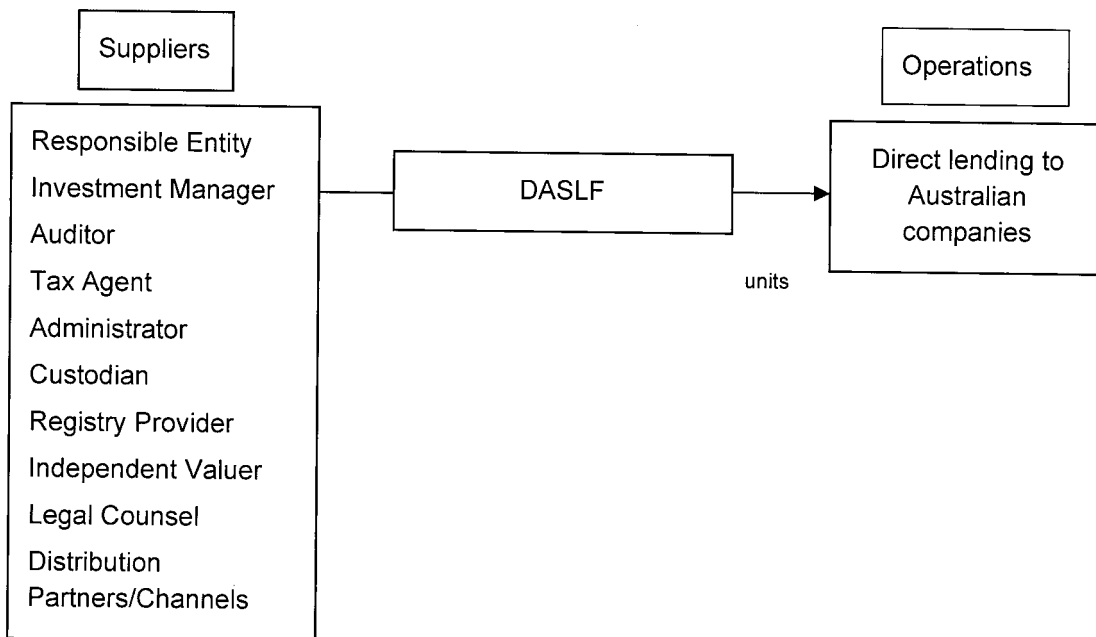 Suppliers
Responsible Entity
Investment Manager
Auditor
Tax Agent
Administrator
Custodian
Registry Provider
Independent Valuer
Legal Counsel
Distribution
Partners/Channels
DASLF
units
Operations
Direct lending to
Australian
companies